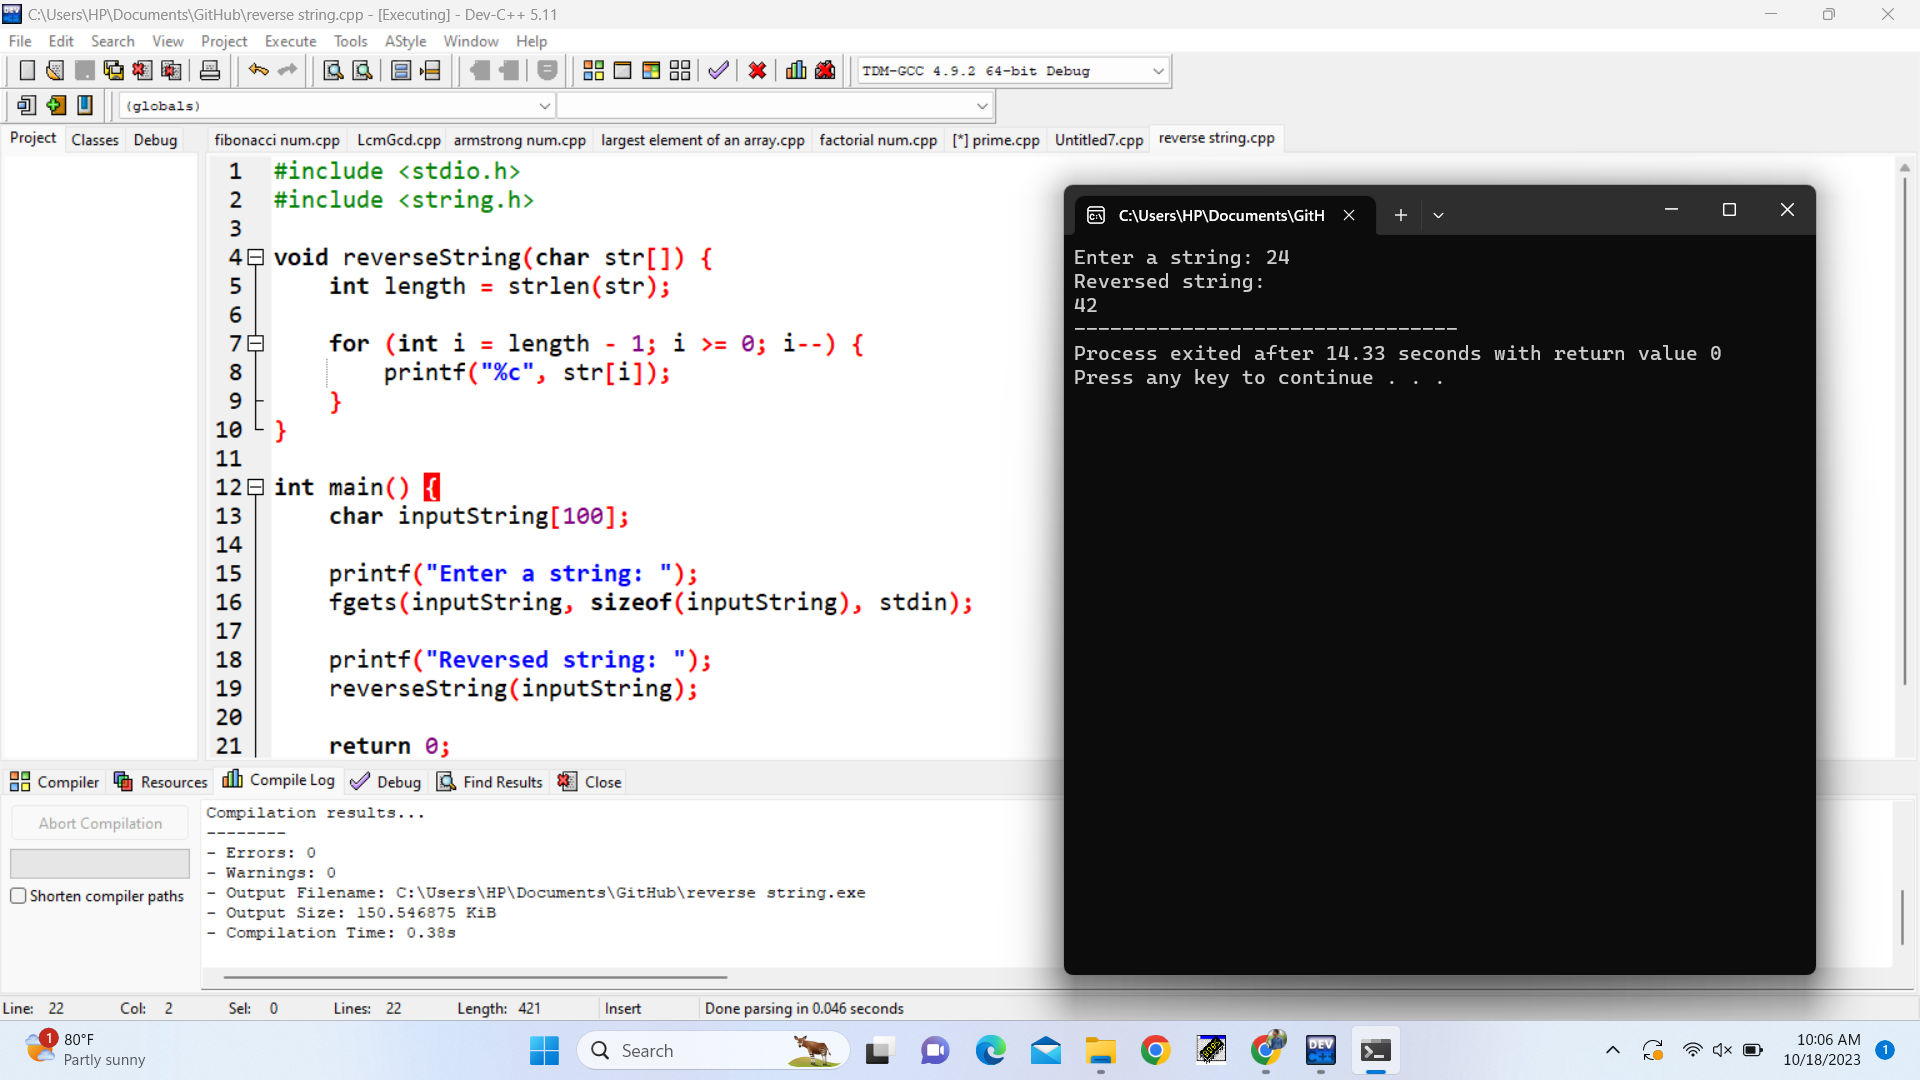 C:\Users\HP\Documents\GitHub\reverse string.cpp - [Executing] - Dev-C++ 5.11
File Edit Search View Project Execute Tools AStyle Window Help
TDM-GCC 4.9.2 64-bit Debug
(globals)
Project Classes Debug
fibonacci num.cpp LcmGcd.cpp armstrong num.cpp largest element of an array.cpp factorial num.cpp [*] prime.cpp Untitled7.cpp reverse string.cpp
1 #include <stdio.h>
2 #include <string.h>
3
4 void reverseString(char str[]) {
5 int length = strlen(str);
6
7 for (int i = length - 1; i >= 0; i--) {
8 printf("%c", str[i]);
9 }
10 }
11
12 int main() {
13 char inputString[100];
14
15 printf("Enter a string: ");
16 fgets(inputString, sizeof(inputString), stdin);
17
18 printf("Reversed string: ");
19 reverseString(inputString);
20
21 return 0;
C:\Users\HP\Documents\GitH
Enter a string: 24
Reversed string:
42
--------------------------------
Process exited after 14.33 seconds with return value 0
Press any key to continue . . .
Compiler Resources Compile Log Debug Find Results Close
Abort Compilation
Shorten compiler paths
Compilation results...
--------
- Errors: 0
- Warnings: 0
- Output Filename: C:\Users\HP\Documents\GitHub\reverse string.exe
- Output Size: 150.546875 KiB
- Compilation Time: 0.38s
Line: 22 Col: 2 Sel: 0 Lines: 22 Length: 421 Insert Done parsing in 0.046 seconds
1
80°F
Partly sunny
Search
DEV
10:06 AM
10/18/2023
1